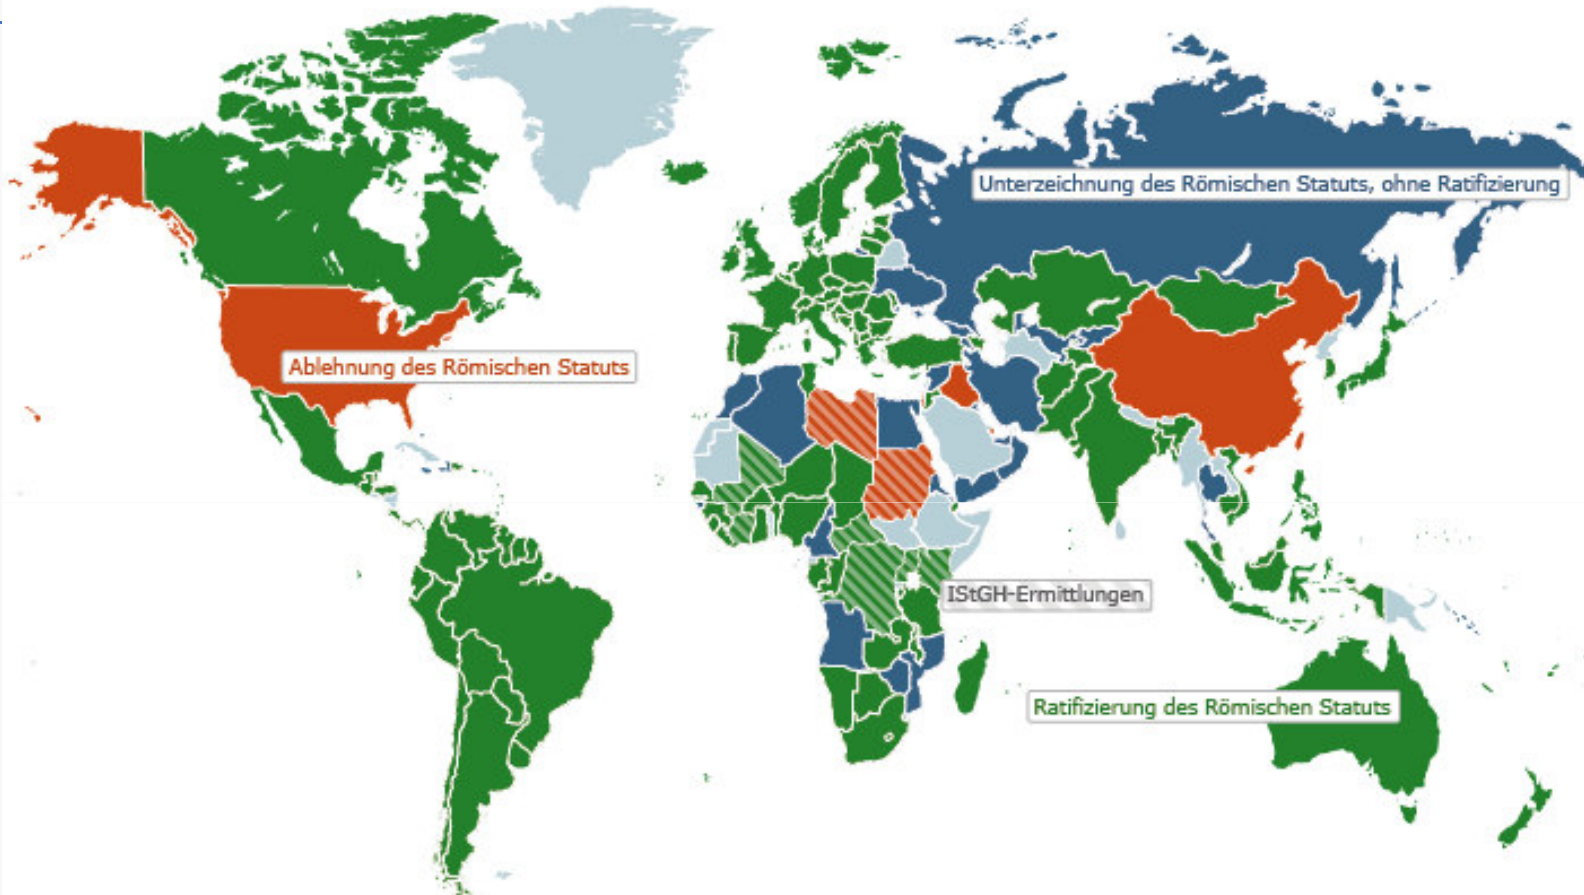 Unterzeichnung des Römischen Statuts, ohne Ratifizierung
Ablehnung des Römischen Statuts
IStGH-Ermittlungen
Ratifizierung des Römischen Statuts